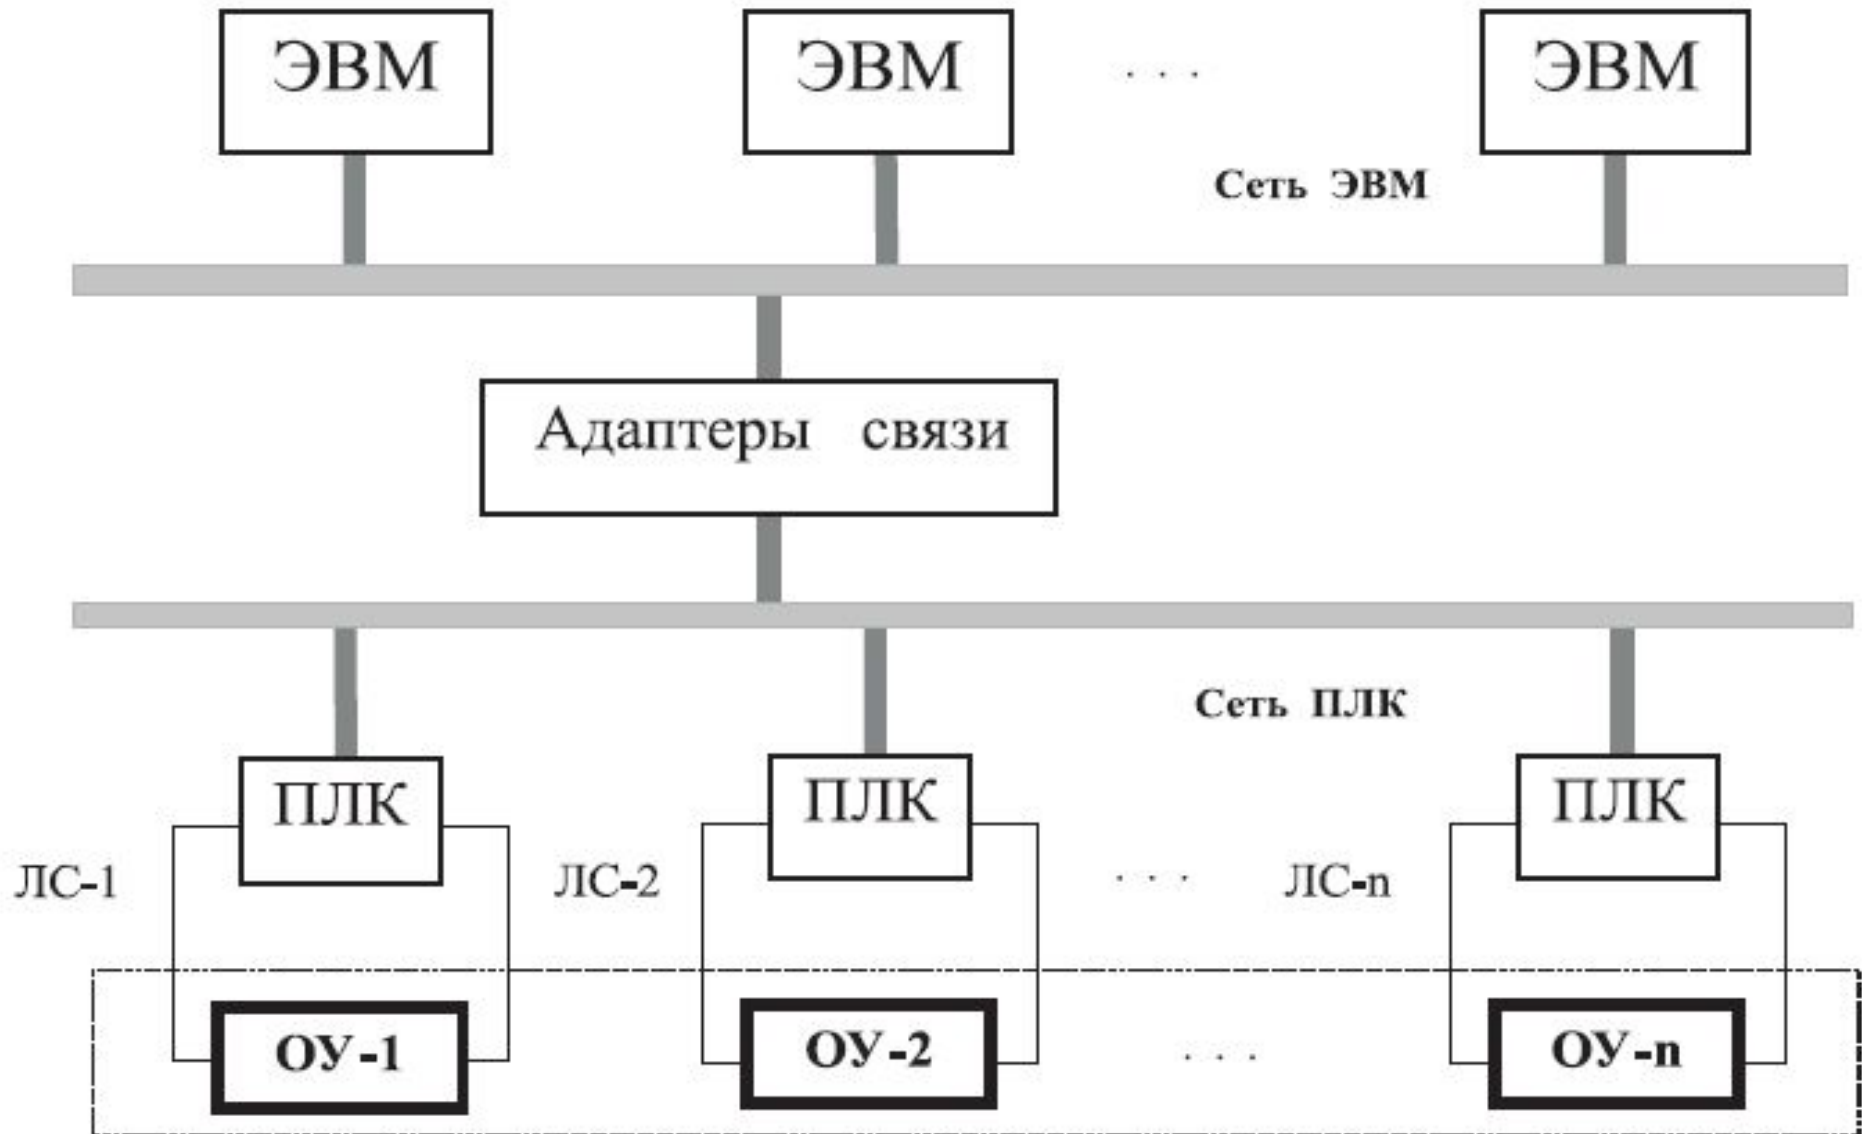 ЭВМ ЭВМ . . . ЭВМ
Сеть ЭВМ
Адаптеры связи
Сеть ПЛК
ПЛК ПЛК ПЛК
ЛС-1 ЛС-2 . . . ЛС-n
ОУ-1 ОУ-2 . . . ОУ-n